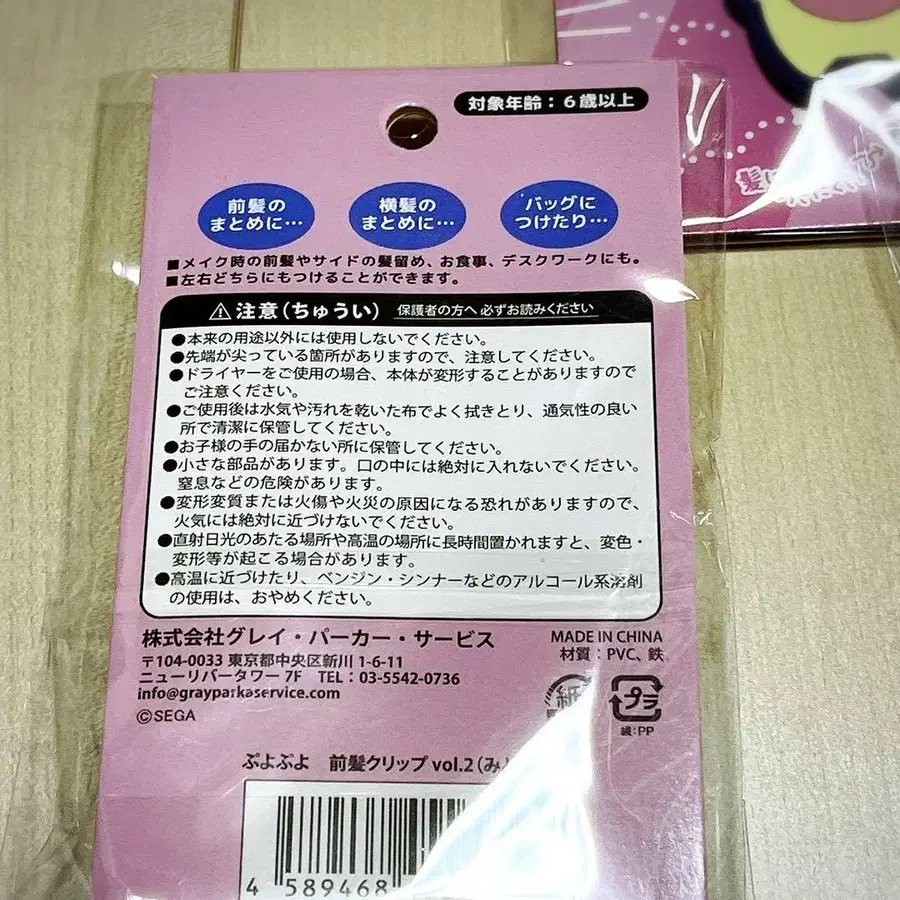 対象年齢：6歳以上
前髪の
まとめに…
横髪の
まとめに…
バッグに
つけたり…
■メイク時の前髪やサイドの髪留め、お食事、デスクワークにも。
■左右どちらにもつけることができます。
⚠注意(ちゅうい) 保護者の方へ 必ずお読みください
●本来の用途以外には使用しないでください。
●先端が尖っている箇所がありますので、注意してください。
●ドライヤーをご使用の場合、本体が変形することがありますので
ご注意ください。
●ご使用後は水気や汚れを乾いた布でよく拭きとり、通気性の良い
所で清潔に保管してください。
●お子様の手の届かない所に保管してください。
●小さな部品があります。口の中には絶対に入れないでください。
窒息などの危険があります。
●変形変質または火傷や火災の原因になる恐れがありますので、
火気には絶対に近づけないでください。
●直射日光のあたる場所や高温の場所に長時間置かれますと、変色・
変形等が起こる場合があります。
●高温に近づけたり、ベンジン・シンナーなどのアルコール系溶剤
の使用は、おやめください。
株式会社グレイ・パーカー・サービス
〒104-0033 東京都中央区新川 1-6-11
ニューリバータワー 7F TEL：03-5542-0736
info@grayparkaservice.com
©SEGA
MADE IN CHINA
材質：PVC、鉄
紙
プラ
袋:PP
ぷよぷよ 前髪クリップ vol.2(み
4 589468